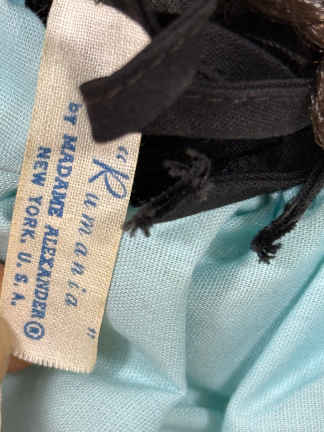 "Rumania"
by MADAME ALEXANDER®
NEW YORK, U.S.A.